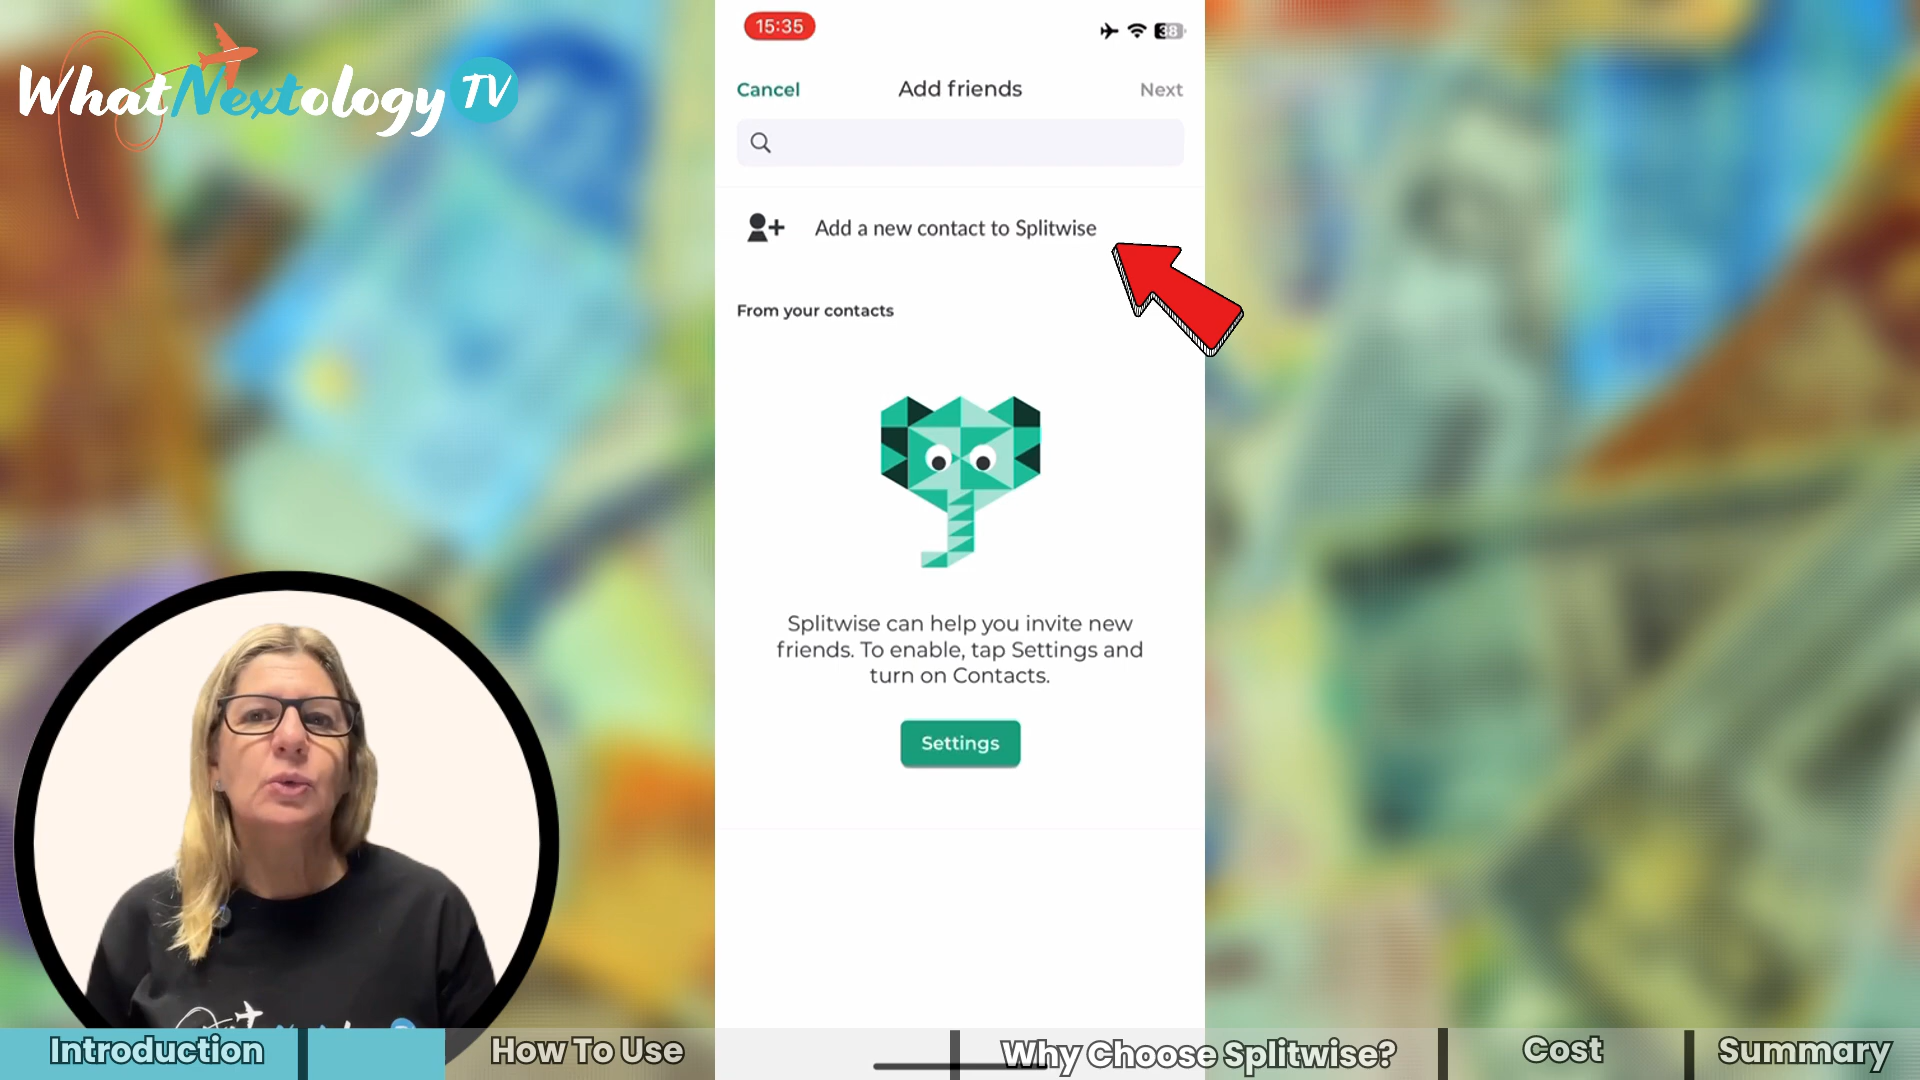 WhatNextology TV
15:35
38
Cancel
Add friends
Next
Add a new contact to Splitwise
From your contacts
Splitwise can help you invite new
friends. To enable, tap Settings and
turn on Contacts.
Settings
Introduction
How To Use
Why Choose Splitwise?
Cost
Summary